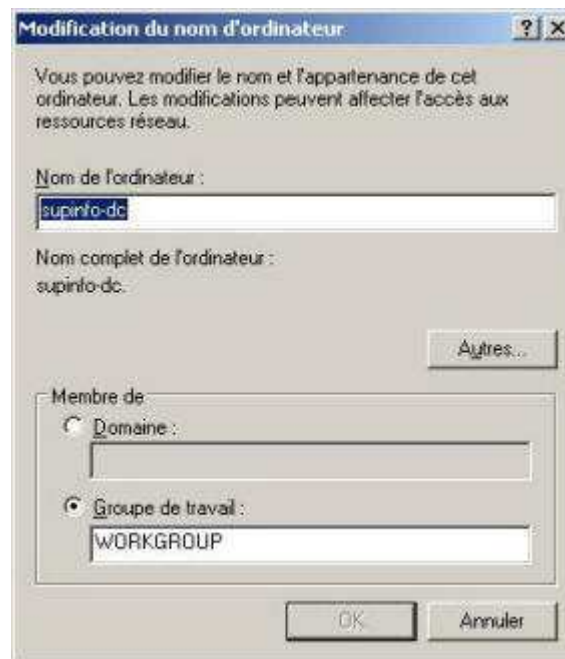 Modification du nom d'ordinateur
Vous pouvez modifier le nom et l'appartenance de cet
ordinateur. Les modifications peuvent affecter l'accès aux
ressources réseau.
Nom de l'ordinateur :
supinfo-dc
Nom complet de l'ordinateur :
supinfo-dc.
Autres...
Membre de
Domaine :
Groupe de travail :
WORKGROUP
OK
Annuler